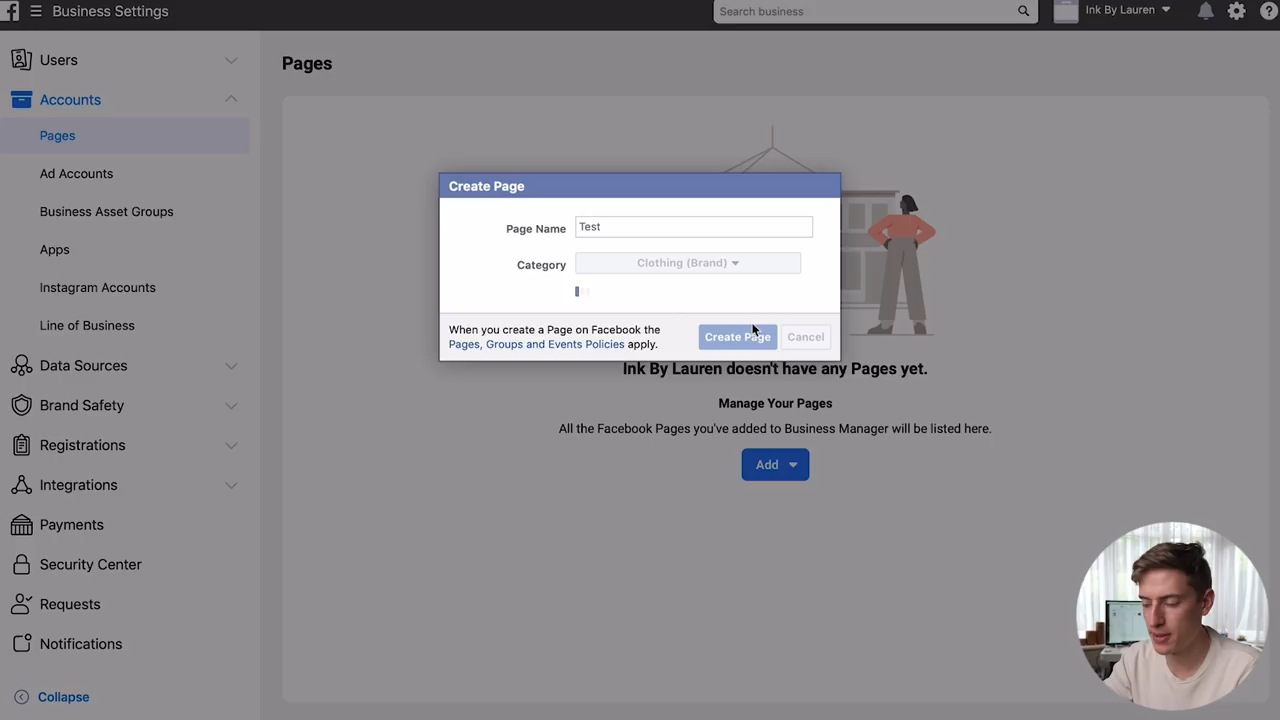 Business Settings
Search business
Ink By Lauren
Users
Accounts
Pages
Ad Accounts
Business Asset Groups
Apps
Instagram Accounts
Line of Business
Data Sources
Brand Safety
Registrations
Integrations
Payments
Security Center
Requests
Notifications
Collapse
Pages
Create Page
Page Name
Test
Category
Clothing (Brand)
When you create a Page on Facebook the
Pages, Groups and Events Policies apply.
Create Page
Cancel
Ink By Lauren doesn't have any Pages yet.
Manage Your Pages
All the Facebook Pages you've added to Business Manager will be listed here.
Add